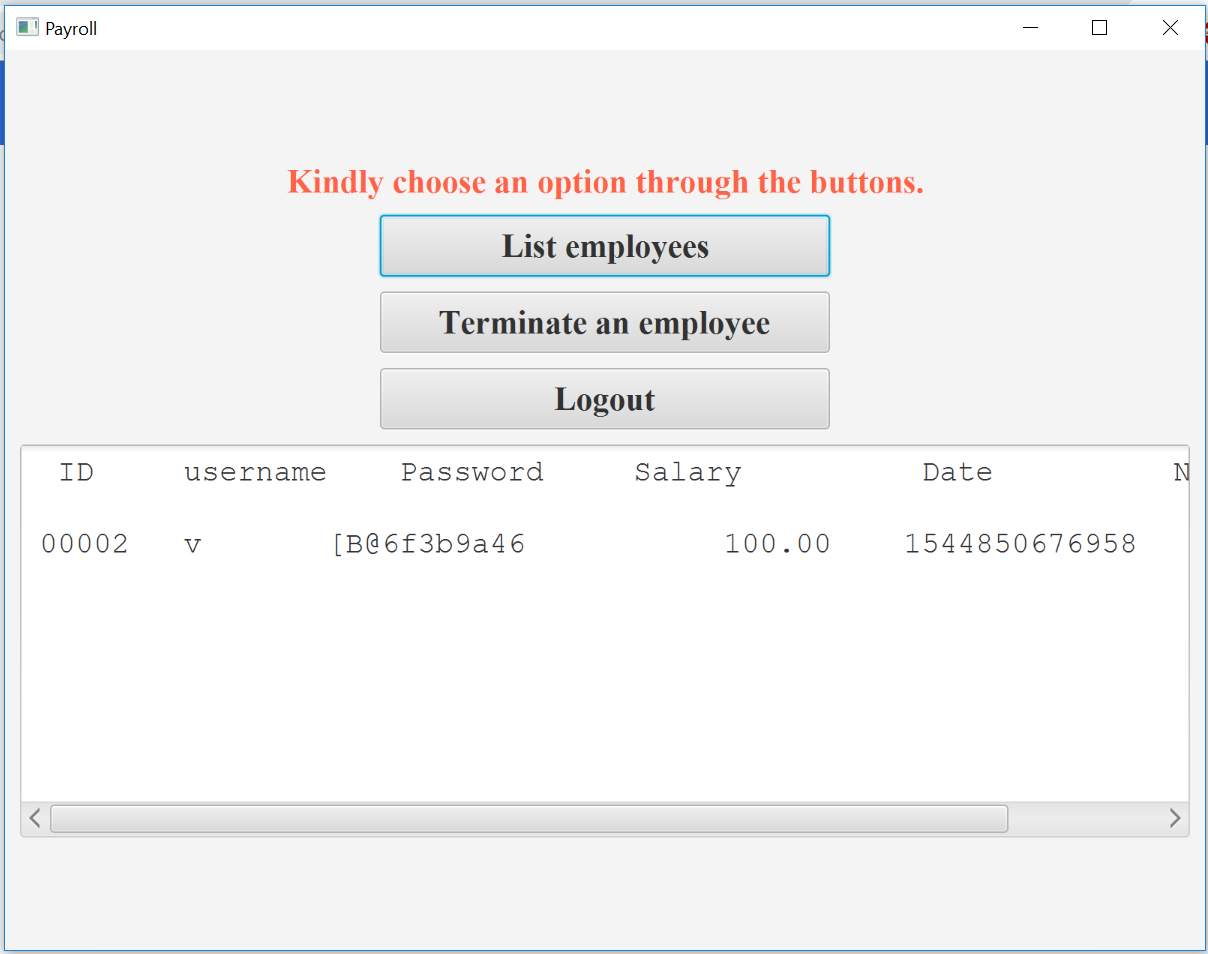 Payroll
Kindly choose an option through the buttons.
List employees
Terminate an employee
Logout
ID username Password Salary Date N
00002 v [B@6f3b9a46 100.00 1544850676958